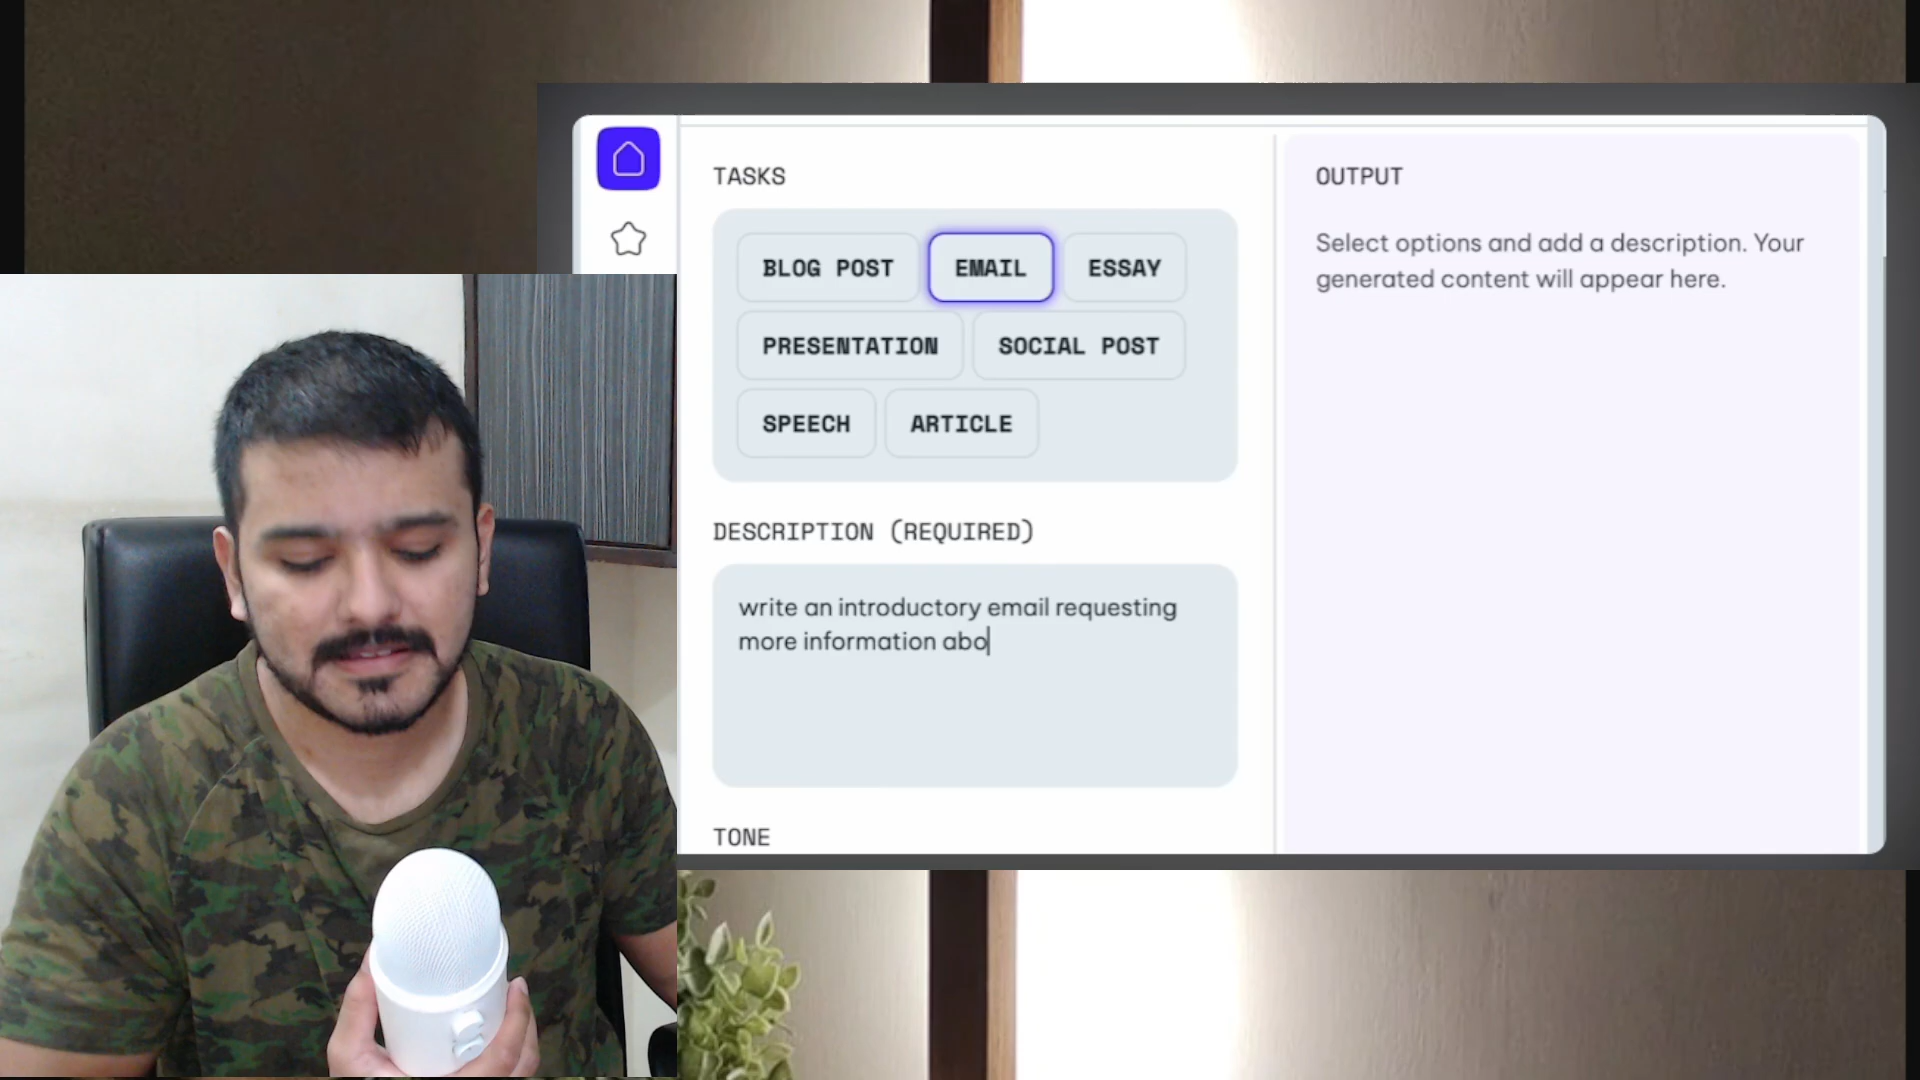 TASKS
BLOG POST
EMAIL
ESSAY
PRESENTATION
SOCIAL POST
SPEECH
ARTICLE
DESCRIPTION (REQUIRED)
write an introductory email requesting
more information abo
TONE
OUTPUT
Select options and add a description. Your
generated content will appear here.